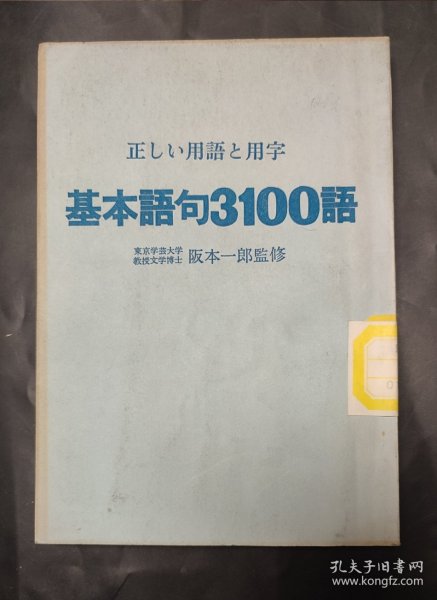 正しい用語と用字
基本語句3100語
東京学芸大学
教授文学博士 阪本一郎監修
孔夫子旧书网
www.kongfz.com